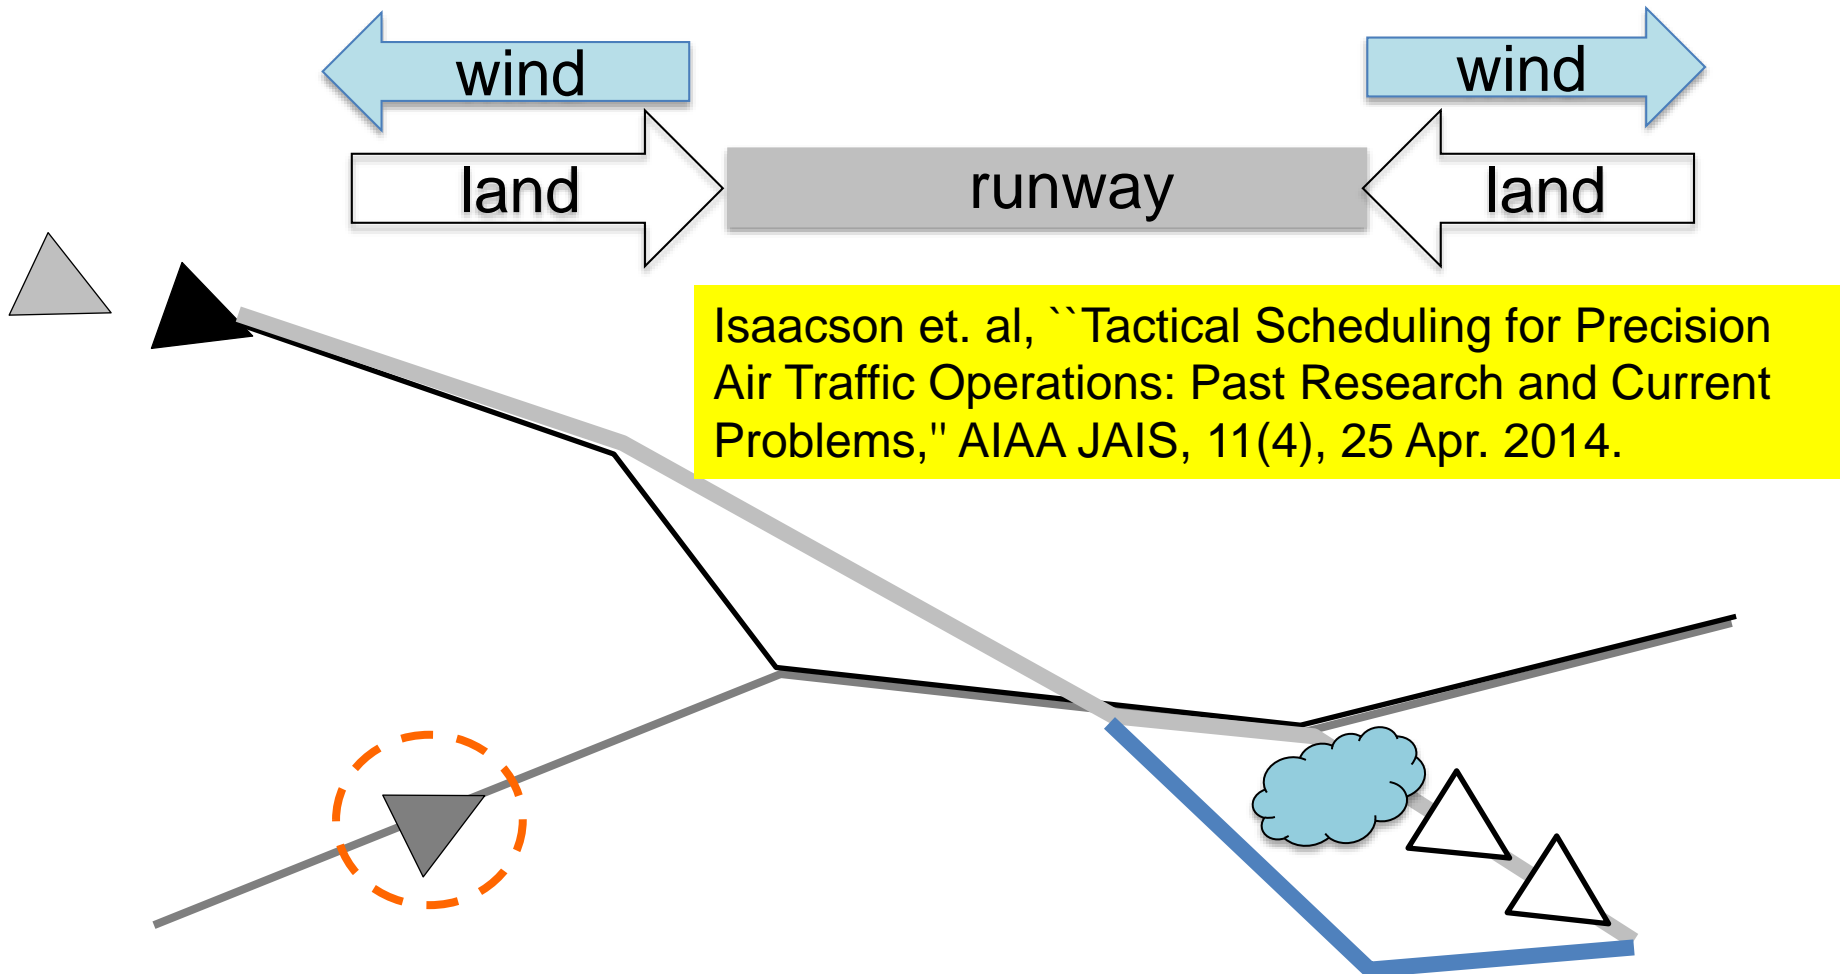 wind
wind
land
runway
land
Isaacson et. al, ``Tactical Scheduling for Precision
Air Traffic Operations: Past Research and Current
Problems,'' AIAA JAIS, 11(4), 25 Apr. 2014.